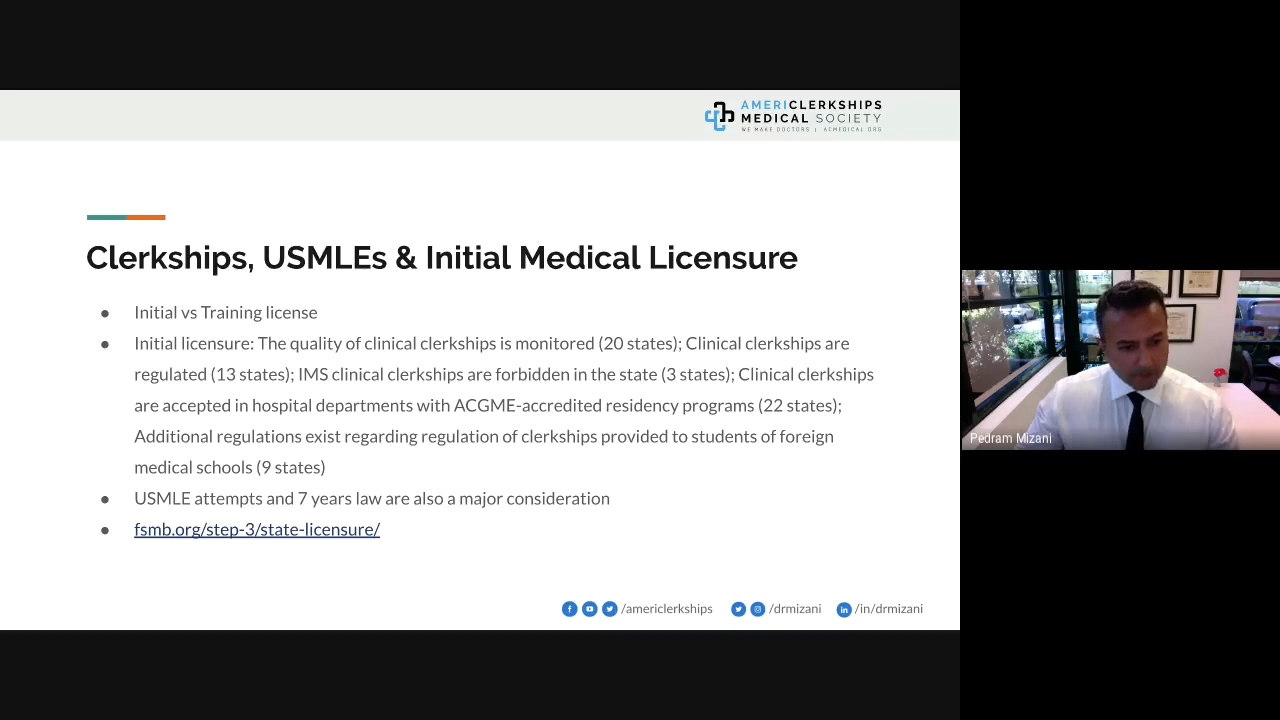 AMERICLERKSHIPS
MEDICAL SOCIETY
WE MAKE DOCTORS | ACMEDICAL.ORG
Clerkships, USMLEs & Initial Medical Licensure
● Initial vs Training license
● Initial licensure: The quality of clinical clerkships is monitored (20 states); Clinical clerkships are
regulated (13 states); IMS clinical clerkships are forbidden in the state (3 states); Clinical clerkships
are accepted in hospital departments with ACGME-accredited residency programs (22 states);
Additional regulations exist regarding regulation of clerkships provided to students of foreign
medical schools (9 states)
● USMLE attempts and 7 years law are also a major consideration
● fsmb.org/step-3/state-licensure/
/americlerkships /drmizani /in/drmizani
Pedram Mizani